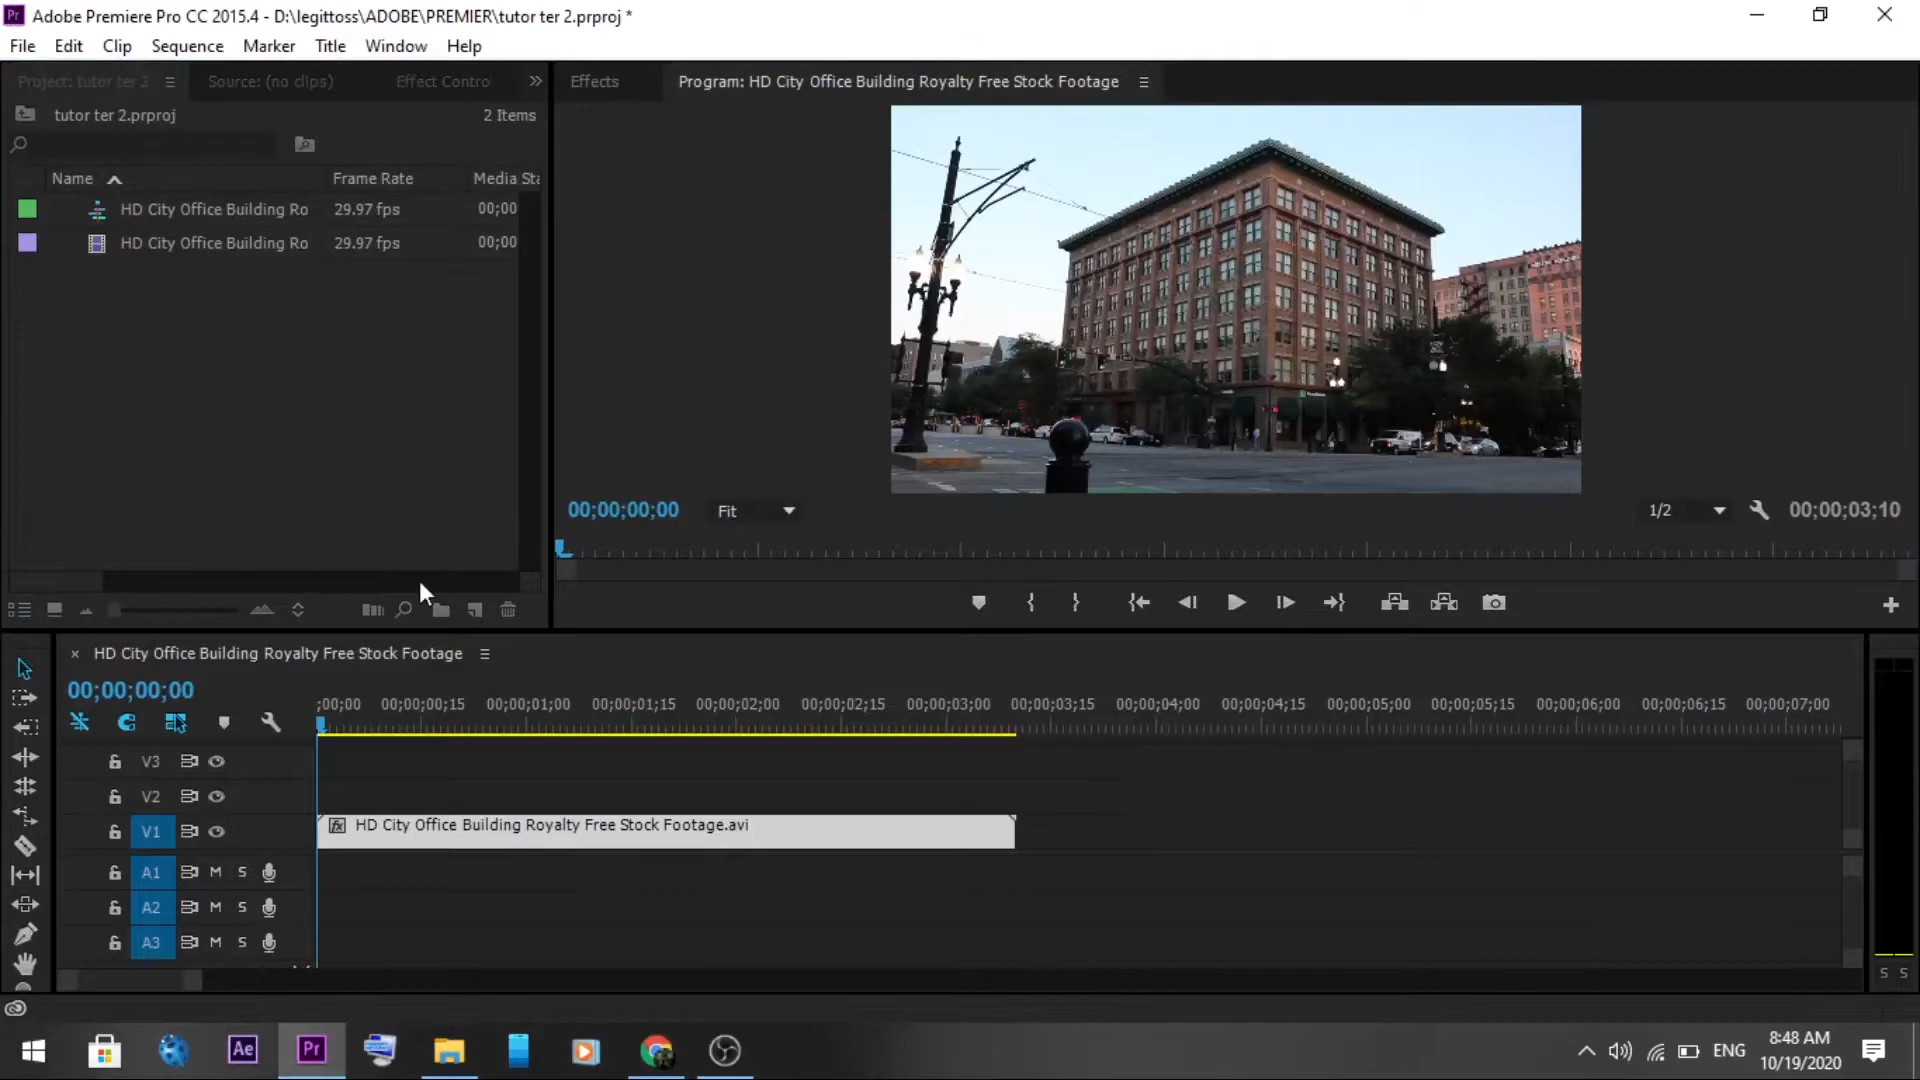 Adobe Premiere Pro CC 2015.4 - D:\legittoss\ADOBE\PREMIER\tutor ter 2.prproj *
File Edit Clip Sequence Marker Title Window Help
Project: tutor ter 2 Source: (no clips) Effect Contro
tutor ter 2.prproj 2 Items
Name Frame Rate Media Sta
HD City Office Building Ro 29.97 fps 00;00
HD City Office Building Ro 29.97 fps 00;00
Effects Program: HD City Office Building Royalty Free Stock Footage
00;00;00;00 Fit 1/2 00;00;03;10
HD City Office Building Royalty Free Stock Footage
00;00;00;00
;00;00 00;00;00;15 00;00;01;00 00;00;01;15 00;00;02;00 00;00;02;15 00;00;03;00 00;00;03;15 00;00;04;00 00;00;04;15 00;00;05;00 00;00;05;15 00;00;06;00 00;00;06;15 00;00;07;00
V3
V2
V1
fx HD City Office Building Royalty Free Stock Footage.avi
A1 M S
A2 M S
A3 M S
S S
Ae Pr
ENG 8:48 AM
10/19/2020